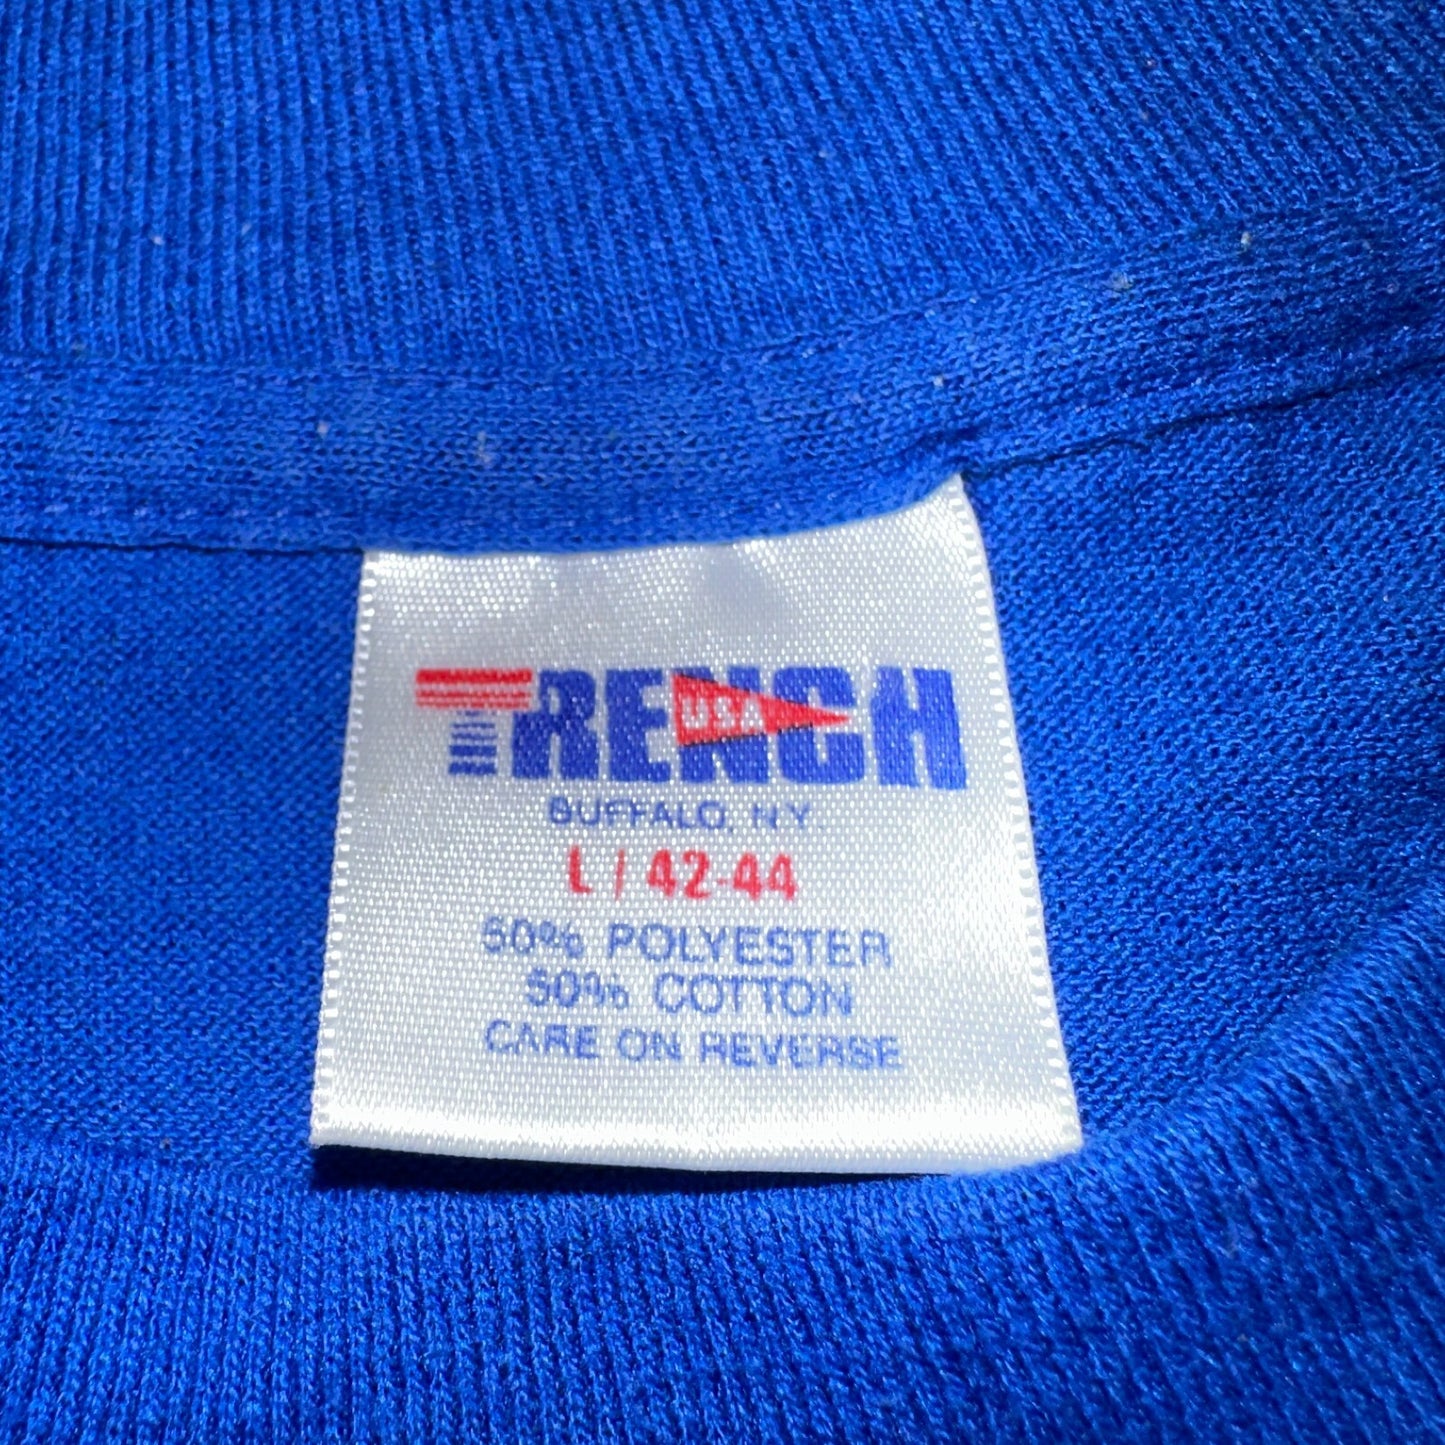 TRENCH
USA
BUFFALO, N.Y.
L / 42-44
50% POLYESTER
50% COTTON
CARE ON REVERSE